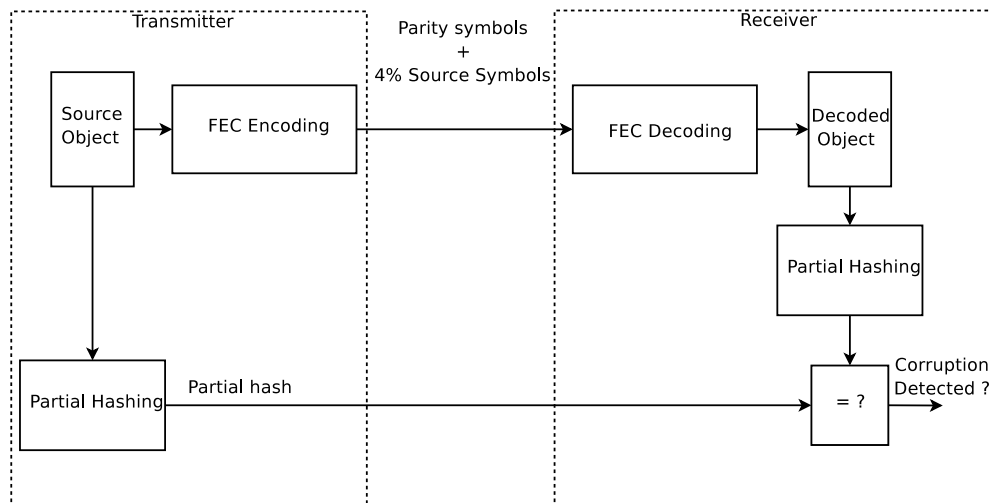 Transmitter
Parity symbols
+
4% Source Symbols
Receiver
Source
Object
FEC Encoding
FEC Decoding
Decoded
Object
Partial Hashing
Partial Hashing
Partial hash
= ?
Corruption
Detected ?